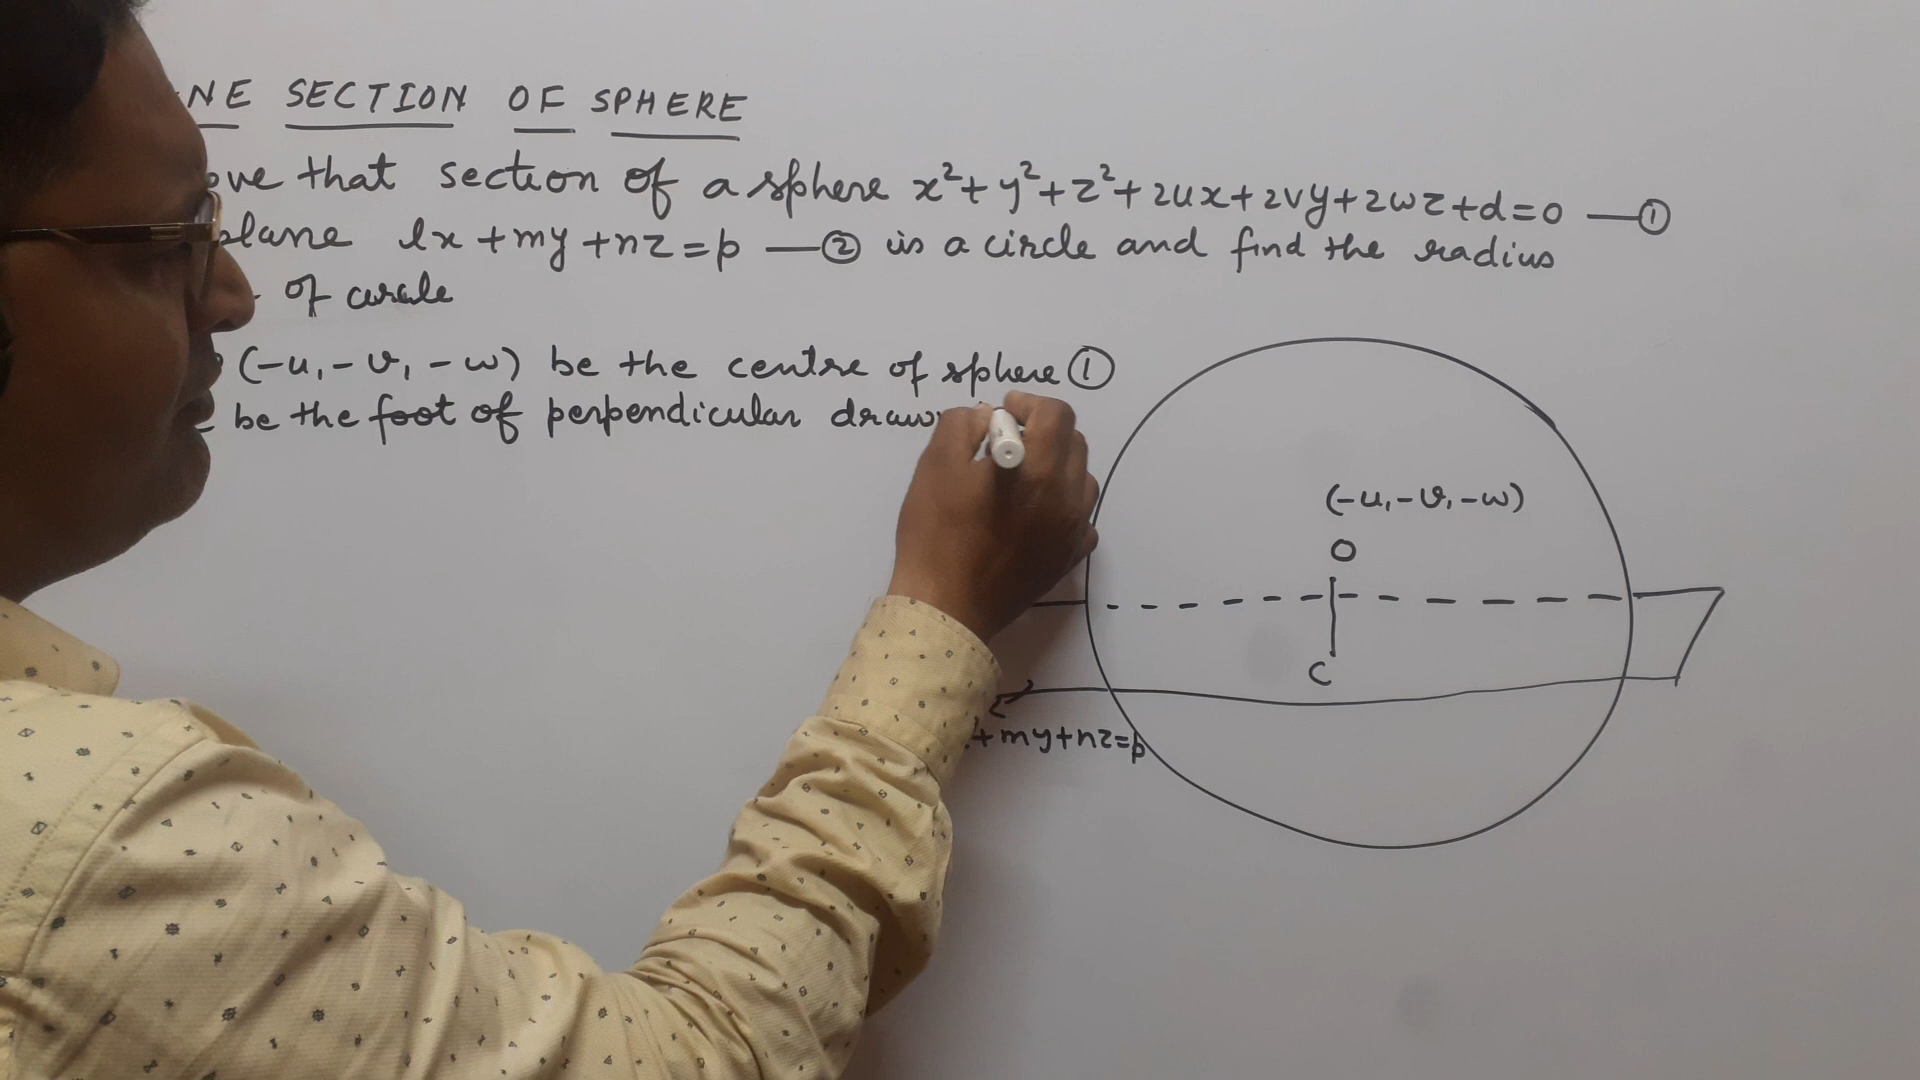 NE SECTION OF SPHERE
ove that section of a sphere x²+y²+z²+2ux+2vy+2wz+d=0 —①
plane lx+my+nz=p —② is a circle and find the radius
of circle
(-u,-v,-w) be the centre of sphere ①
be the foot of perpendicular draw
(-u,-v,-w)
O
C
+my+nz=p